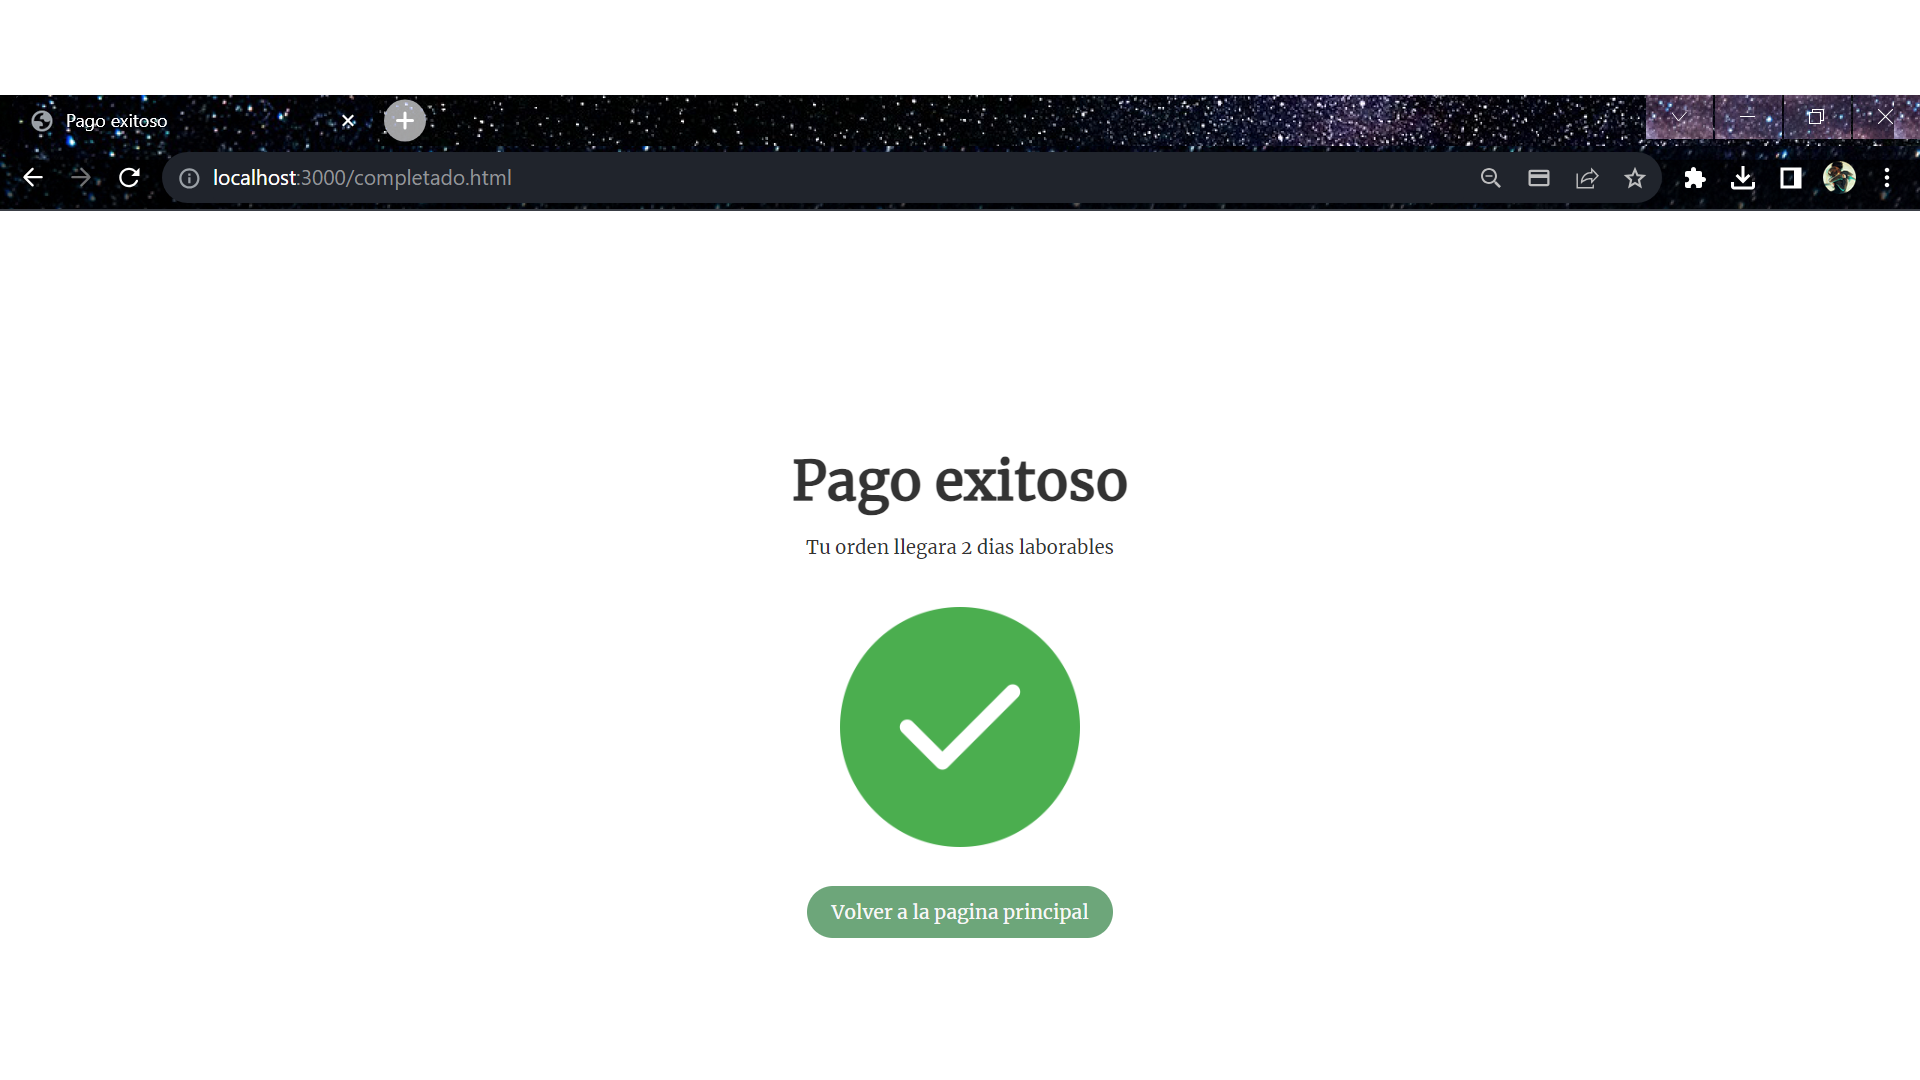 Pago exitoso
localhost:3000/completado.html
Pago exitoso
Tu orden llegara 2 dias laborables
Volver a la pagina principal